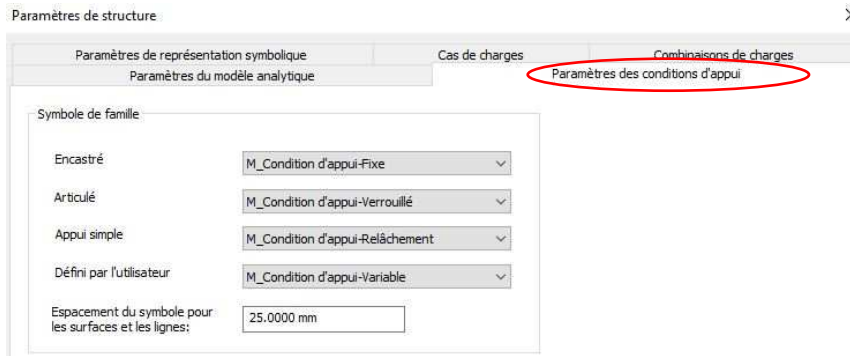 Paramètres de structure
Paramètres de représentation symbolique
Cas de charges
Combinaisons de charges
Paramètres du modèle analytique
Paramètres des conditions d'appui
Symbole de famille
Encastré
M_Condition d'appui-Fixe
Articulé
M_Condition d'appui-Verrouillé
Appui simple
M_Condition d'appui-Relâchement
Défini par l'utilisateur
M_Condition d'appui-Variable
Espacement du symbole pour
les surfaces et les lignes:
25.0000 mm